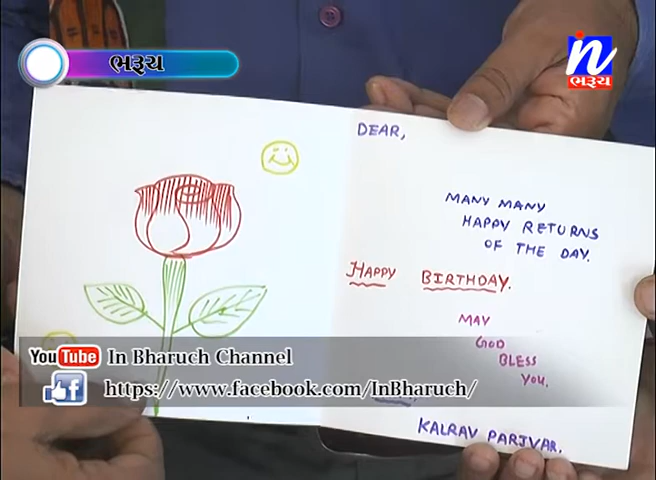 ભરૂચ
in
ભરૂચ
DEAR,
MANY MANY
HAPPY RETURNS
OF THE DAY.
HAPPY BIRTHDAY.
MAY
GOD
BLESS
YOU.
YouTube In Bharuch Channel
f https://www.facebook.com/InBharuch/
KALRAV PARIVAR.